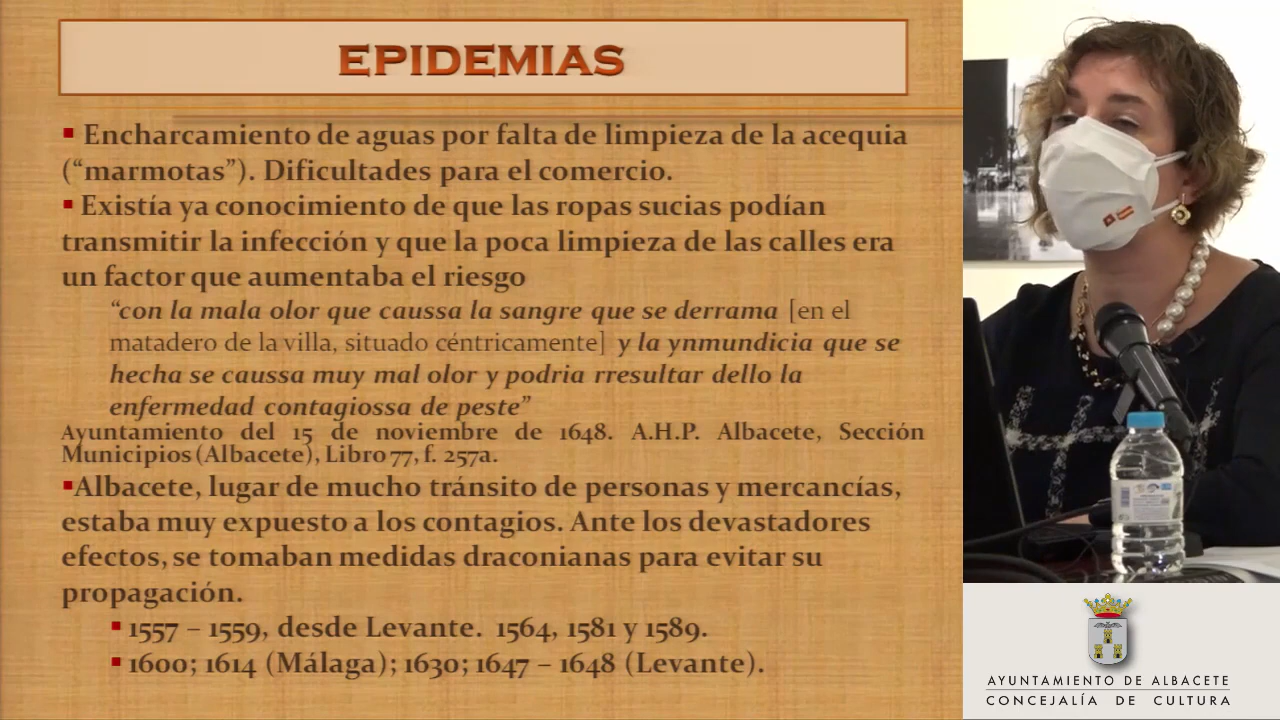 EPIDEMIAS
▪ Encharcamiento de aguas por falta de limpieza de la acequia
(“marmotas”). Dificultades para el comercio.
▪ Existía ya conocimiento de que las ropas sucias podían
transmitir la infección y que la poca limpieza de las calles era
un factor que aumentaba el riesgo
“con la mala olor que caussa la sangre que se derrama [en el
matadero de la villa, situado céntricamente] y la ynmundicia que se
hecha se caussa muy mal olor y podria rresultar dello la
enfermedad contagiossa de peste”
Ayuntamiento del 15 de noviembre de 1648. A.H.P. Albacete, Sección
Municipios (Albacete), Libro 77, f. 257a.
▪Albacete, lugar de mucho tránsito de personas y mercancías,
estaba muy expuesto a los contagios. Ante los devastadores
efectos, se tomaban medidas draconianas para evitar su
propagación.
▪ 1557 – 1559, desde Levante. 1564, 1581 y 1589.
▪ 1600; 1614 (Málaga); 1630; 1647 – 1648 (Levante).
AYUNTAMIENTO DE ALBACETE
CONCEJALÍA DE CULTURA